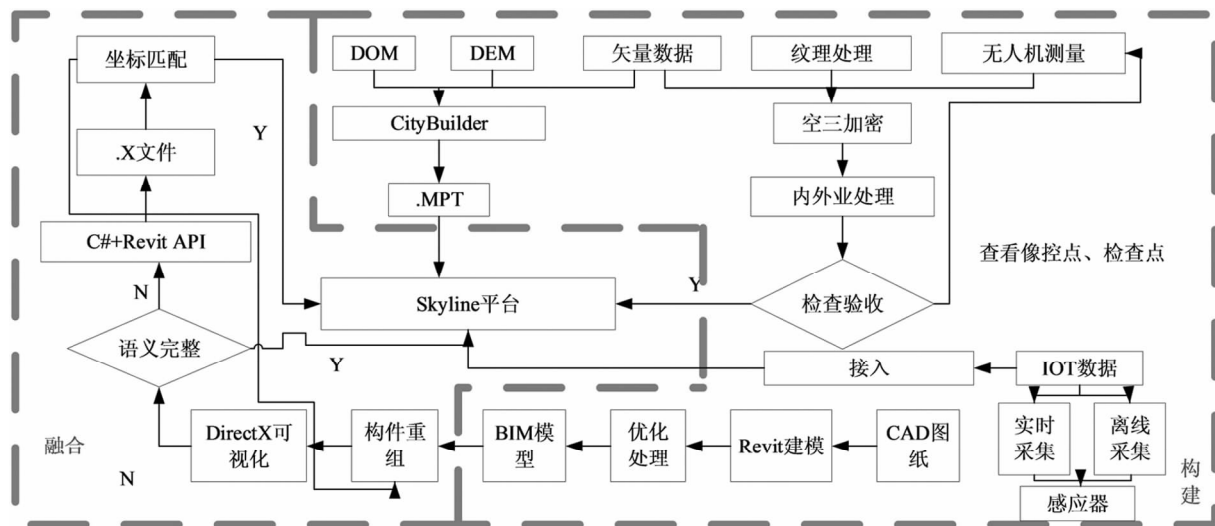 坐标匹配
DOM
DEM
矢量数据
纹理处理
无人机测量
Y
CityBuilder
空三加密
.X文件
.MPT
内外业处理
C#+Revit API
查看像控点、检查点
N
Skyline平台
Y
检查验收
语义完整
Y
接入
IOT数据
融合
DirectX可
视化
构件重
组
BIM模
型
优化
处理
Revit建模
CAD图
纸
实时
采集
离线
采集
N
感应器
构
建